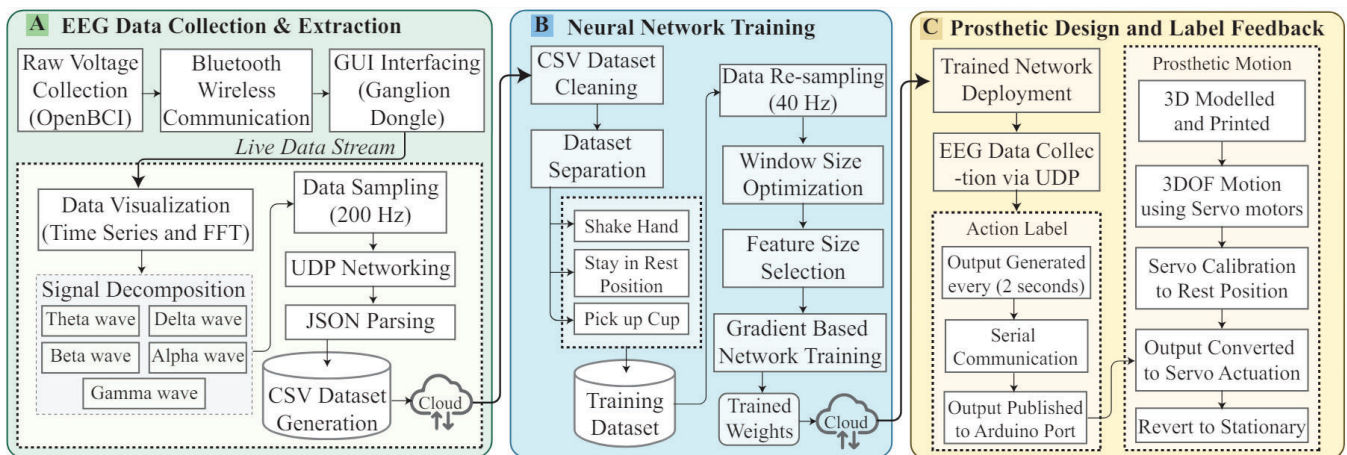 A EEG Data Collection & Extraction
Raw Voltage
Collection
(OpenBCI)
Bluetooth
Wireless
Communication
GUI Interfacing
(Ganglion
Dongle)
Live Data Stream
Data Visualization
(Time Series and FFT)
Signal Decomposition
Theta wave
Delta wave
Beta wave
Alpha wave
Gamma wave
Data Sampling
(200 Hz)
UDP Networking
JSON Parsing
CSV Dataset
Generation
Cloud
B Neural Network Training
CSV Dataset
Cleaning
Dataset
Separation
Shake Hand
Stay in Rest
Position
Pick up Cup
Training
Dataset
Data Re-sampling
(40 Hz)
Window Size
Optimization
Feature Size
Selection
Gradient Based
Network Training
Trained
Weights
Cloud
C Prosthetic Design and Label Feedback
Trained Network
Deployment
EEG Data Collec
-tion via UDP
Action Label
Output Generated
every (2 seconds)
Serial
Communication
Output Published
to Arduino Port
Prosthetic Motion
3D Modelled
and Printed
3DOF Motion
using Servo motors
Servo Calibration
to Rest Position
Output Converted
to Servo Actuation
Revert to Stationary